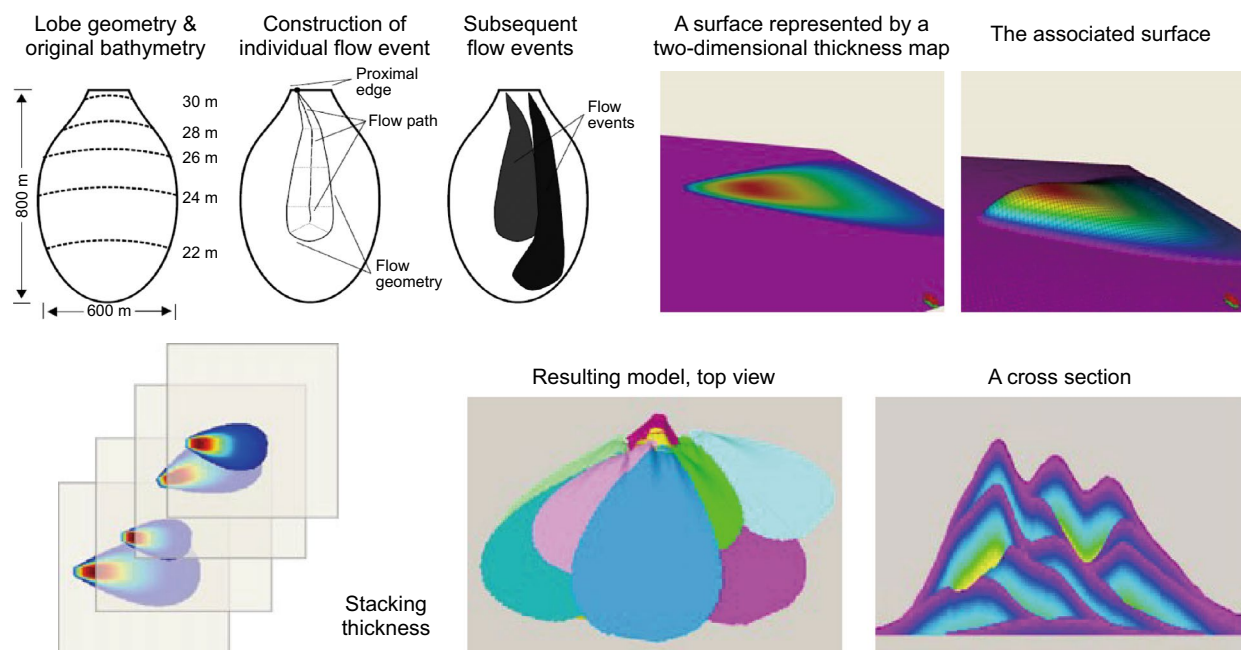 Lobe geometry &
original bathymetry
Construction of
individual flow event
Subsequent
flow events
A surface represented by a
two-dimensional thickness map
The associated surface
Proximal
edge
Flow path
Flow
events
Flow
geometry
30 m
28 m
26 m
24 m
22 m
800 m
600 m
Resulting model, top view
A cross section
Stacking
thickness